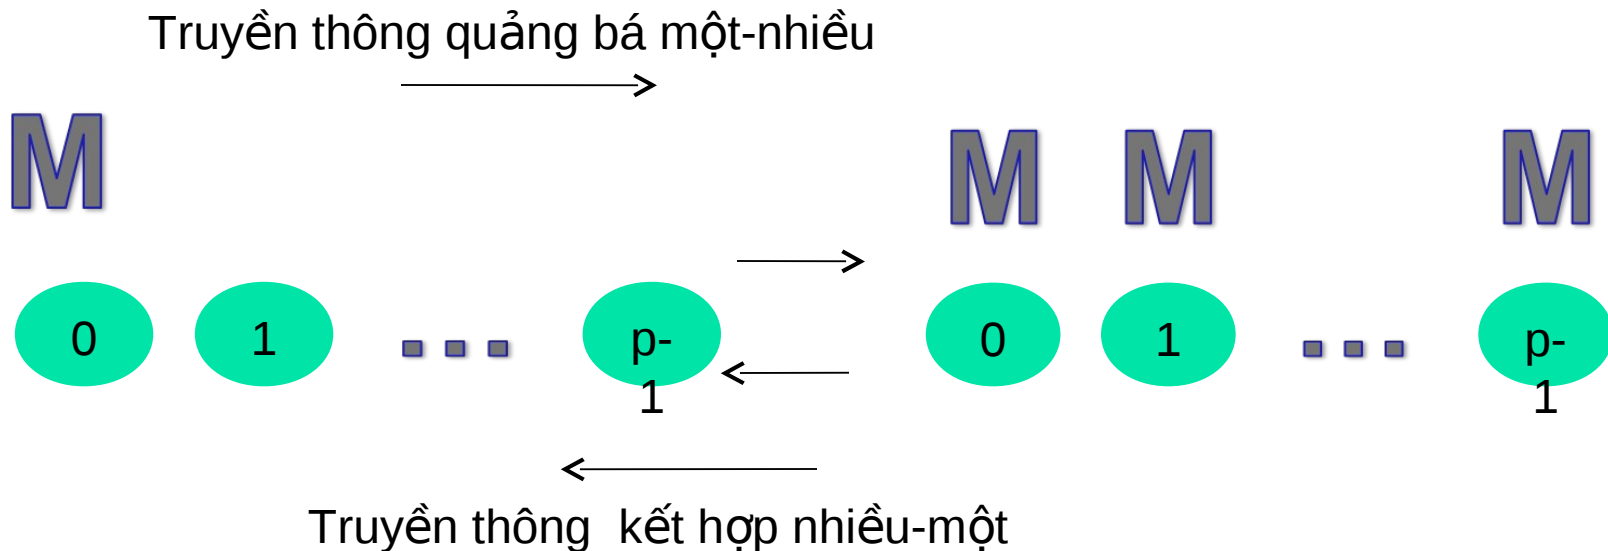 Truyền thông quảng bá một-nhiều
M M M M
0 1 ... p- 0 1 ... p-
1 1
Truyền thông kết hợp nhiều-một